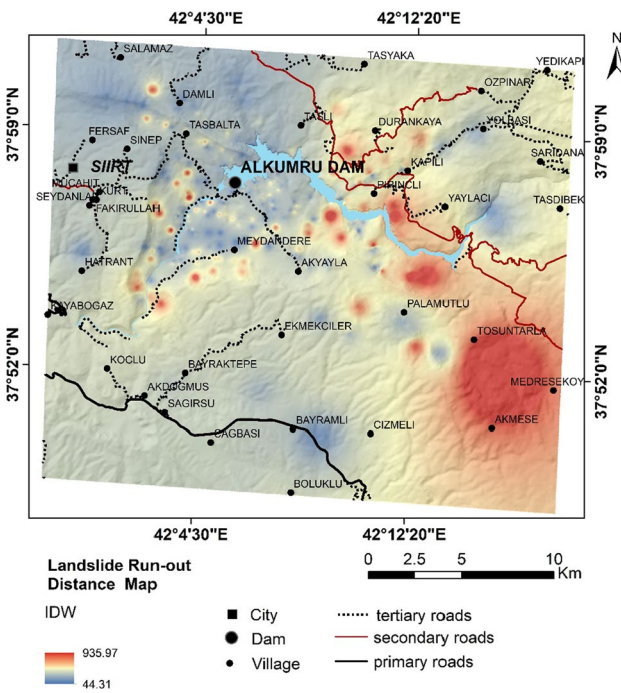 42°4'30"E
42°12'20"E
N
SALAMAZ
TASYAKA
YEDIKAPI
DAMLI
OZPINAR
37°59'0"N
37°59'0"N
TASLI
DURANKAYA
YOLBASI
FERSAF
SINEP
TASBALTA
SIIRT
ALKUMRU DAM
KAPILI
SARIDANA
MUCAHIT
PIRINCLI
SEYDANLAR
KURT
FAKIRULLAH
YAYLACI
TASDIBEK
MEYDANDERE
HATRANT
AKYAYLA
KAYABOGAZ
PALAMUTLU
EKMEKCILER
TOSUNTARLA
37°52'0"N
37°52'0"N
KOCLU
BAYRAKTEPE
MEDRESEKOY
AKDOGMUS
SAGIRSU
BAYRAMLI
CIZMELI
AKMESE
CAGBASI
BOLUKLU
42°4'30"E
42°12'20"E
Landslide Run-out
Distance Map
0 2.5 5 10
Km
IDW
City
Dam
Village
tertiary roads
secondary roads
primary roads
935.97
44.31